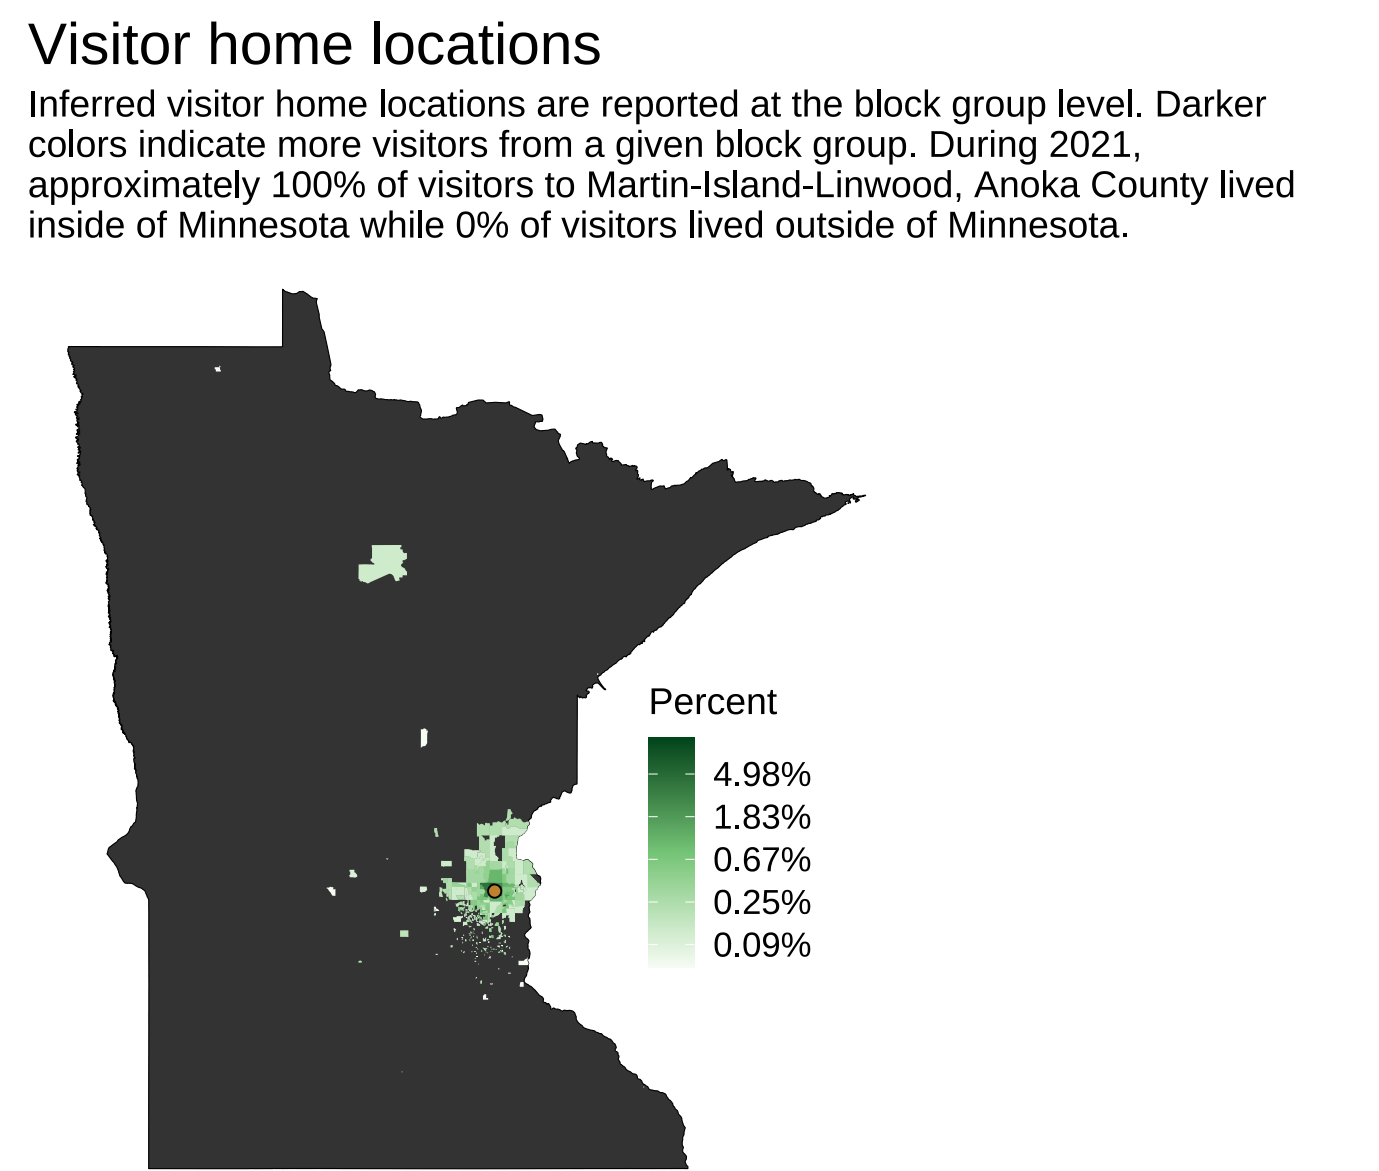 Visitor home locations
Inferred visitor home locations are reported at the block group level. Darker
colors indicate more visitors from a given block group. During 2021,
approximately 100% of visitors to Martin-Island-Linwood, Anoka County lived
inside of Minnesota while 0% of visitors lived outside of Minnesota.
Percent
4.98%
1.83%
0.67%
0.25%
0.09%